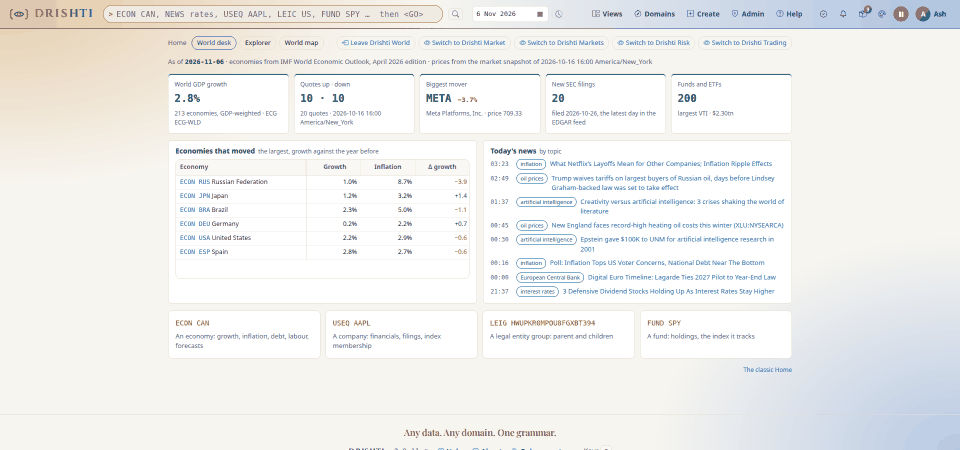 {👁} DRISHTI
> ECON CAN, NEWS rates, USEQ AAPL, LEIC US, FUND SPY … then <GO>
6 Nov 2026
Views
Domains
Create
Admin
Help
A Ash
Home
World desk
Explorer
World map
Leave Drishti World
Switch to Drishti Market
Switch to Drishti Markets
Switch to Drishti Risk
Switch to Drishti Trading
As of 2026-11-06 · economies from IMF World Economic Outlook, April 2026 edition · prices from the market snapshot of 2026-10-16 16:00 America/New_York
World GDP growth
2.8%
213 economies, GDP-weighted · ECG
ECG-WLD
Quotes up · down
10 · 10
20 quotes · 2026-10-16 16:00
America/New_York
Biggest mover
META −3.7%
Meta Platforms, Inc. · price 709.33
New SEC filings
20
filed 2026-10-26, the latest day in the
EDGAR feed
Funds and ETFs
200
largest VTI · $2.30tn
Economies that moved the largest, growth against the year before
Economy Growth Inflation Δ growth
ECON RUS Russian Federation 1.0% 8.7% −3.9
ECON JPN Japan 1.2% 3.2% +1.4
ECON BRA Brazil 2.3% 5.0% −1.1
ECON DEU Germany 0.2% 2.2% +0.7
ECON USA United States 2.2% 2.9% −0.6
ECON ESP Spain 2.8% 2.7% −0.6
Today's news by topic
03:23 inflation What Netflix's Layoffs Mean for Other Companies; Inflation Ripple Effects
02:49 oil prices Trump waives tariffs on largest buyers of Russian oil, days before Lindsey
Graham-backed law was set to take effect
01:37 artificial intelligence Creativity versus artificial intelligence: 3 crises shaking the world of
literature
00:45 oil prices New England faces record-high heating oil costs this winter (XLU:NYSEARCA)
00:30 artificial intelligence Epstein gave $100K to UNM for artificial intelligence research in
2001
00:16 inflation Poll: Inflation Tops US Voter Concerns, National Debt Near The Bottom
00:00 European Central Bank Digital Euro Timeline: Lagarde Ties 2027 Pilot to Year-End Law
21:37 interest rates 3 Defensive Dividend Stocks Holding Up As Interest Rates Stay Higher
ECON CAN
An economy: growth, inflation, debt, labour,
forecasts
USEQ AAPL
A company: financials, filings, index
membership
LEIG HWUPKR0MPOU8FGXBT394
A legal entity group: parent and children
FUND SPY
A fund: holdings, the index it tracks
The classic Home
Any data. Any domain. One grammar.